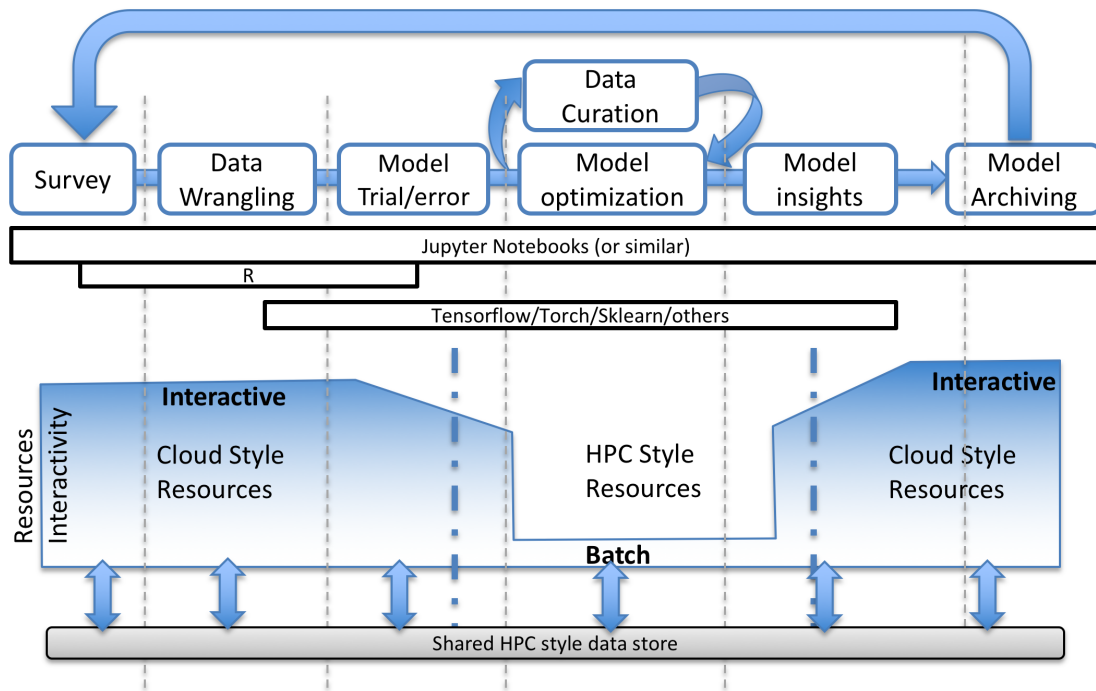 Data
Curation
Survey
Data
Wrangling
Model
Trial/error
Model
optimization
Model
insights
Model
Archiving
Jupyter Notebooks (or similar)
R
Tensorflow/Torch/Sklearn/others
Resources
Interactivity
Interactive
Cloud Style
Resources
HPC Style
Resources
Batch
Interactive
Cloud Style
Resources
Shared HPC style data store